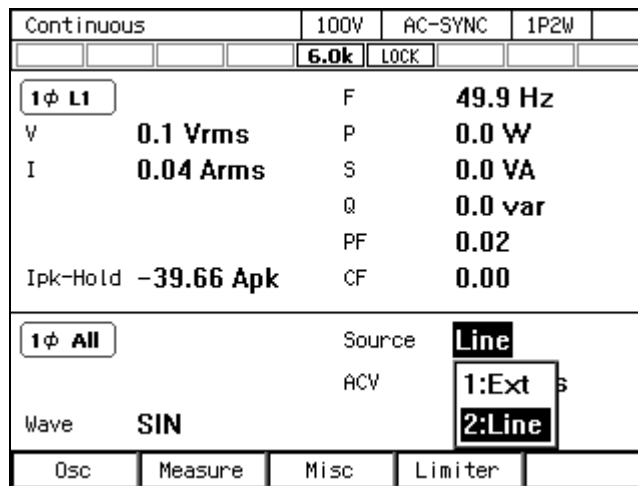 Continuous 100V AC-SYNC 1P2W
6.0k LOCK
1ϕ L1 F 49.9 Hz
V 0.1 Vrms P 0.0 W
I 0.04 Arms S 0.0 VA
Q 0.0 var
PF 0.02
Ipk-Hold -39.66 Apk CF 0.00
1ϕ All Source Line
ACV 1:Ext s
Wave SIN 2:Line
Osc Measure Misc Limiter